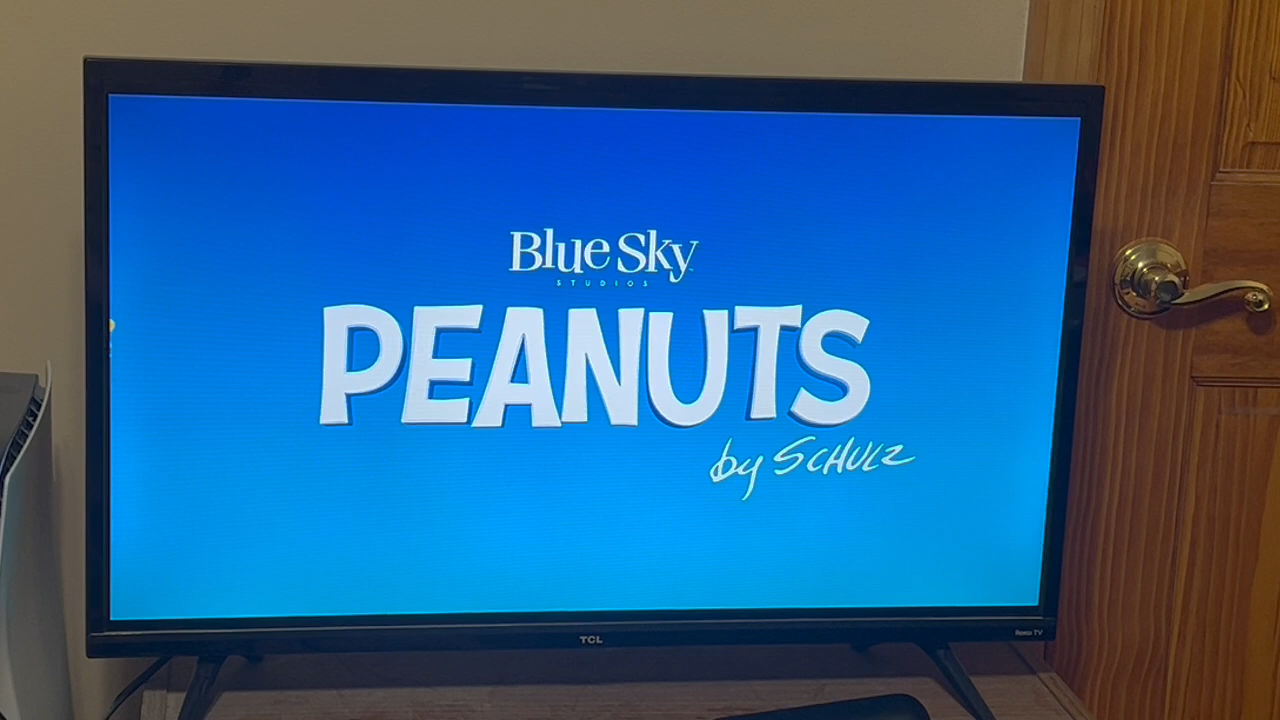 Blue Sky
STUDIOS
PEANUTS
by SCHULZ
TCL
Roku TV